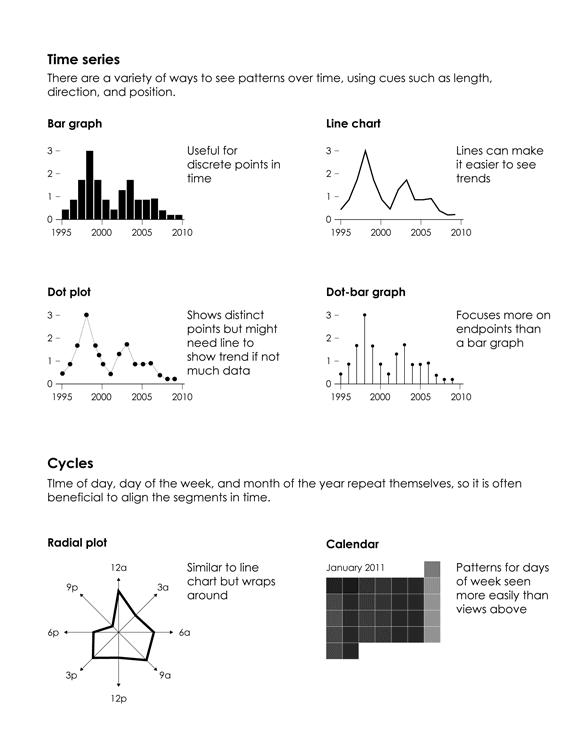 Time series
There are a variety of ways to see patterns over time, using cues such as length,
direction, and position.
Bar graph
Useful for
discrete points in
time
3
2
1
0
1995
2000
2005
2010
Line chart
Lines can make
it easier to see
trends
3
2
1
0
1995
2000
2005
2010
Dot plot
Shows distinct
points but might
need line to
show trend if not
much data
3
2
1
0
1995
2000
2005
2010
Dot-bar graph
Focuses more on
endpoints than
a bar graph
3
2
1
0
1995
2000
2005
2010
Cycles
TIme of day, day of the week, and month of the year repeat themselves, so it is often
beneficial to align the segments in time.
Radial plot
Similar to line
chart but wraps
around
12a
3a
6a
9a
12p
3p
6p
9p
Calendar
January 2011
Patterns for days
of week seen
more easily than
views above